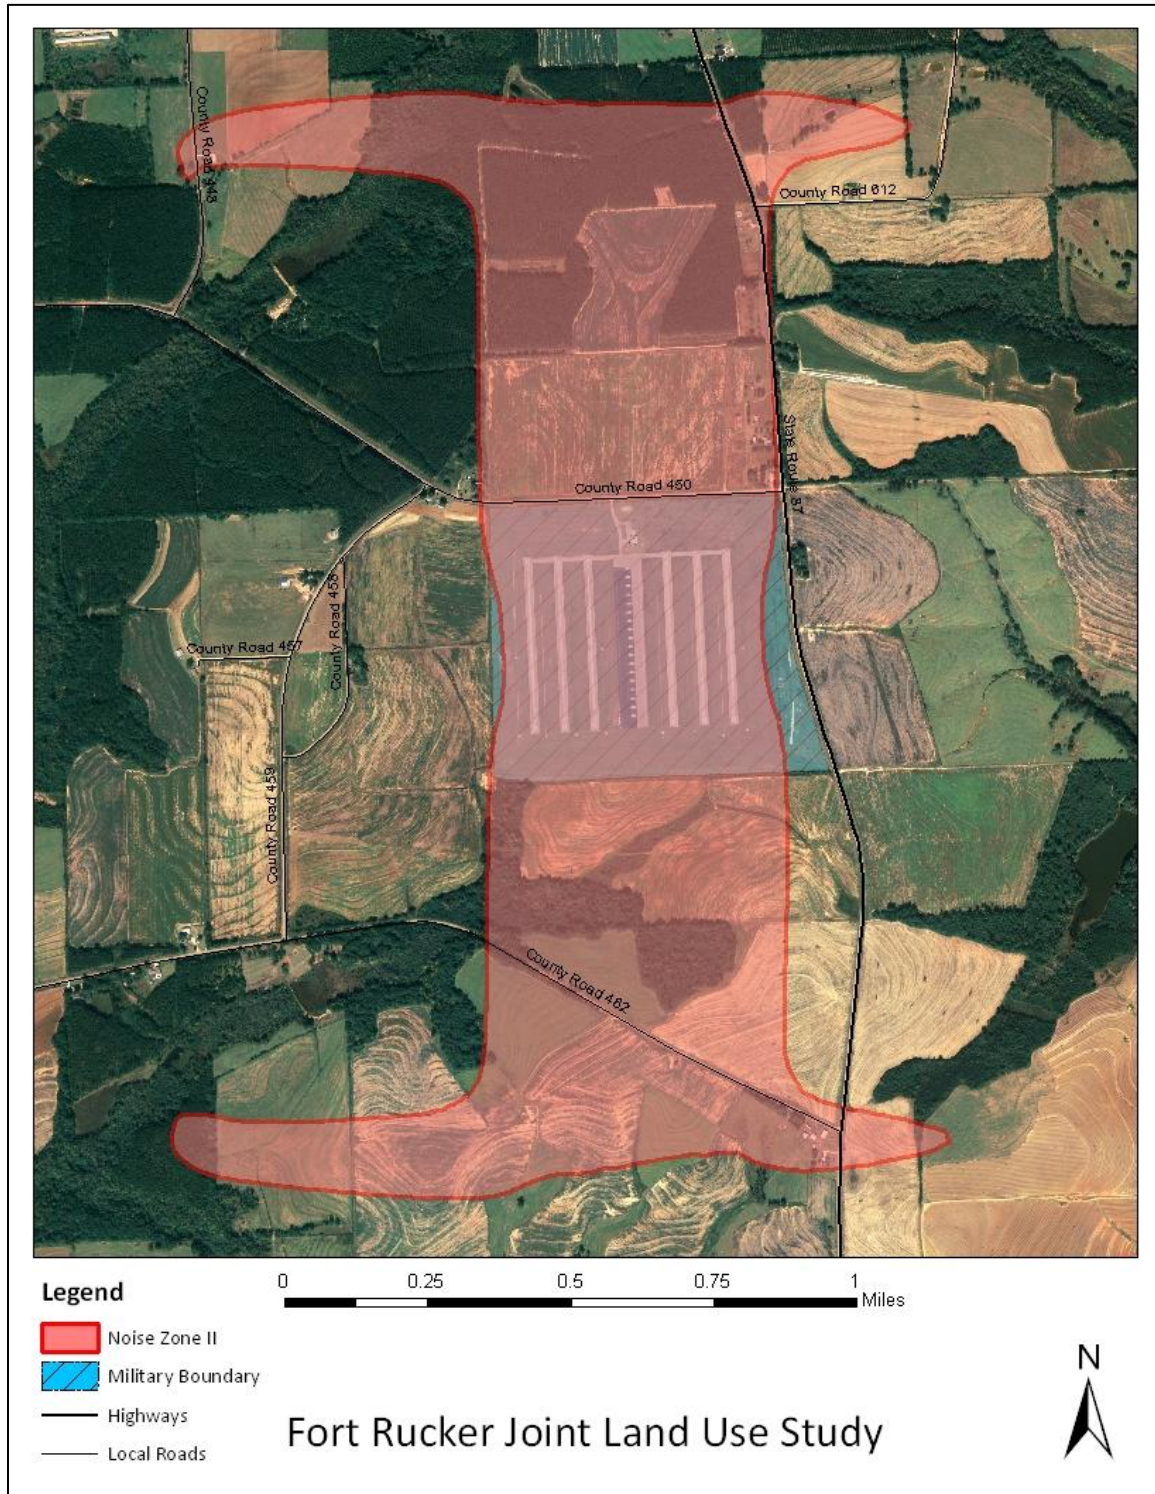 County Road 448
County Road 612
State Route 87
County Road 450
County Road 458
County Road 457
County Road 459
County Road 462
Legend
0 0.25 0.5 0.75 1
Miles
Noise Zone II
Military Boundary
Highways
Local Roads
N
Fort Rucker Joint Land Use Study